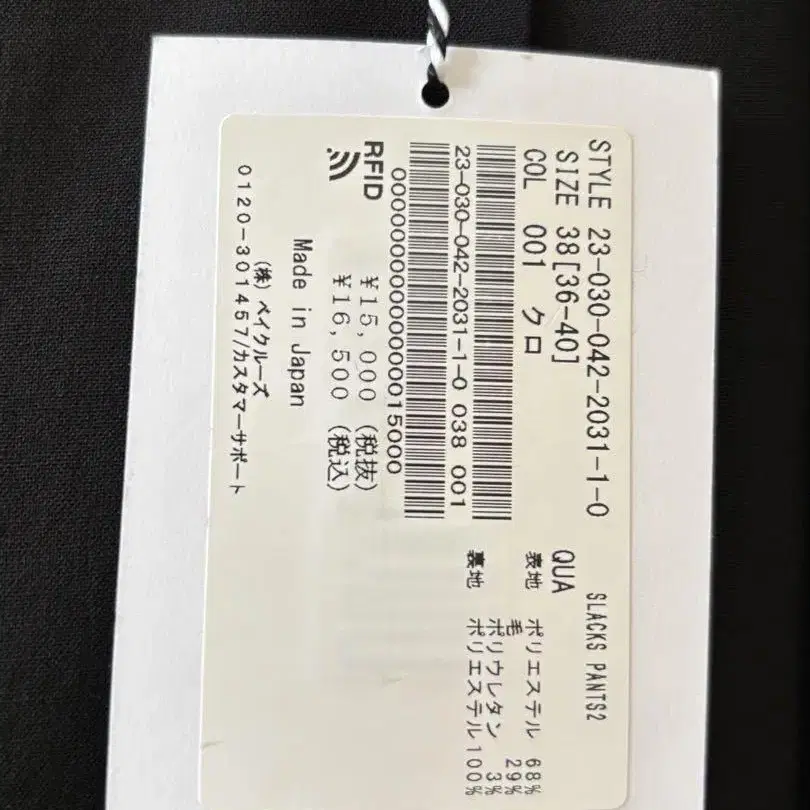 STYLE 23-030-042-2031-1-0
SLACKS PANTS2
SIZE 38[36-40]
COL 001 クロ
23-030-042-2031-1-0 038 001
0000000000000000015000
RFID
¥15,000 (税抜)
¥16,500 (税込)
Made in Japan
(株) ベイクルーズ
0120-301457/カスタマーサポート
QUA
表地 ポリエステル 68%
毛 29%
ポリウレタン 3%
裏地 ポリエステル100%